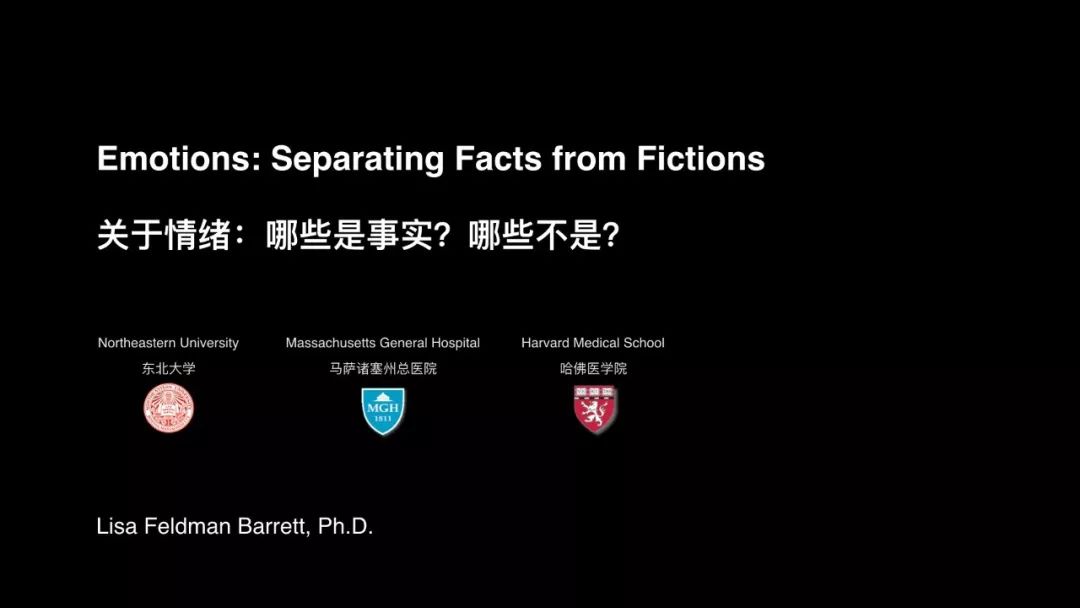 Emotions: Separating Facts from Fictions
关于情绪：哪些是事实？哪些不是？
Northeastern University
东北大学
Massachusetts General Hospital
马萨诸塞州总医院
MGH
1811
Harvard Medical School
哈佛医学院
Lisa Feldman Barrett, Ph.D.